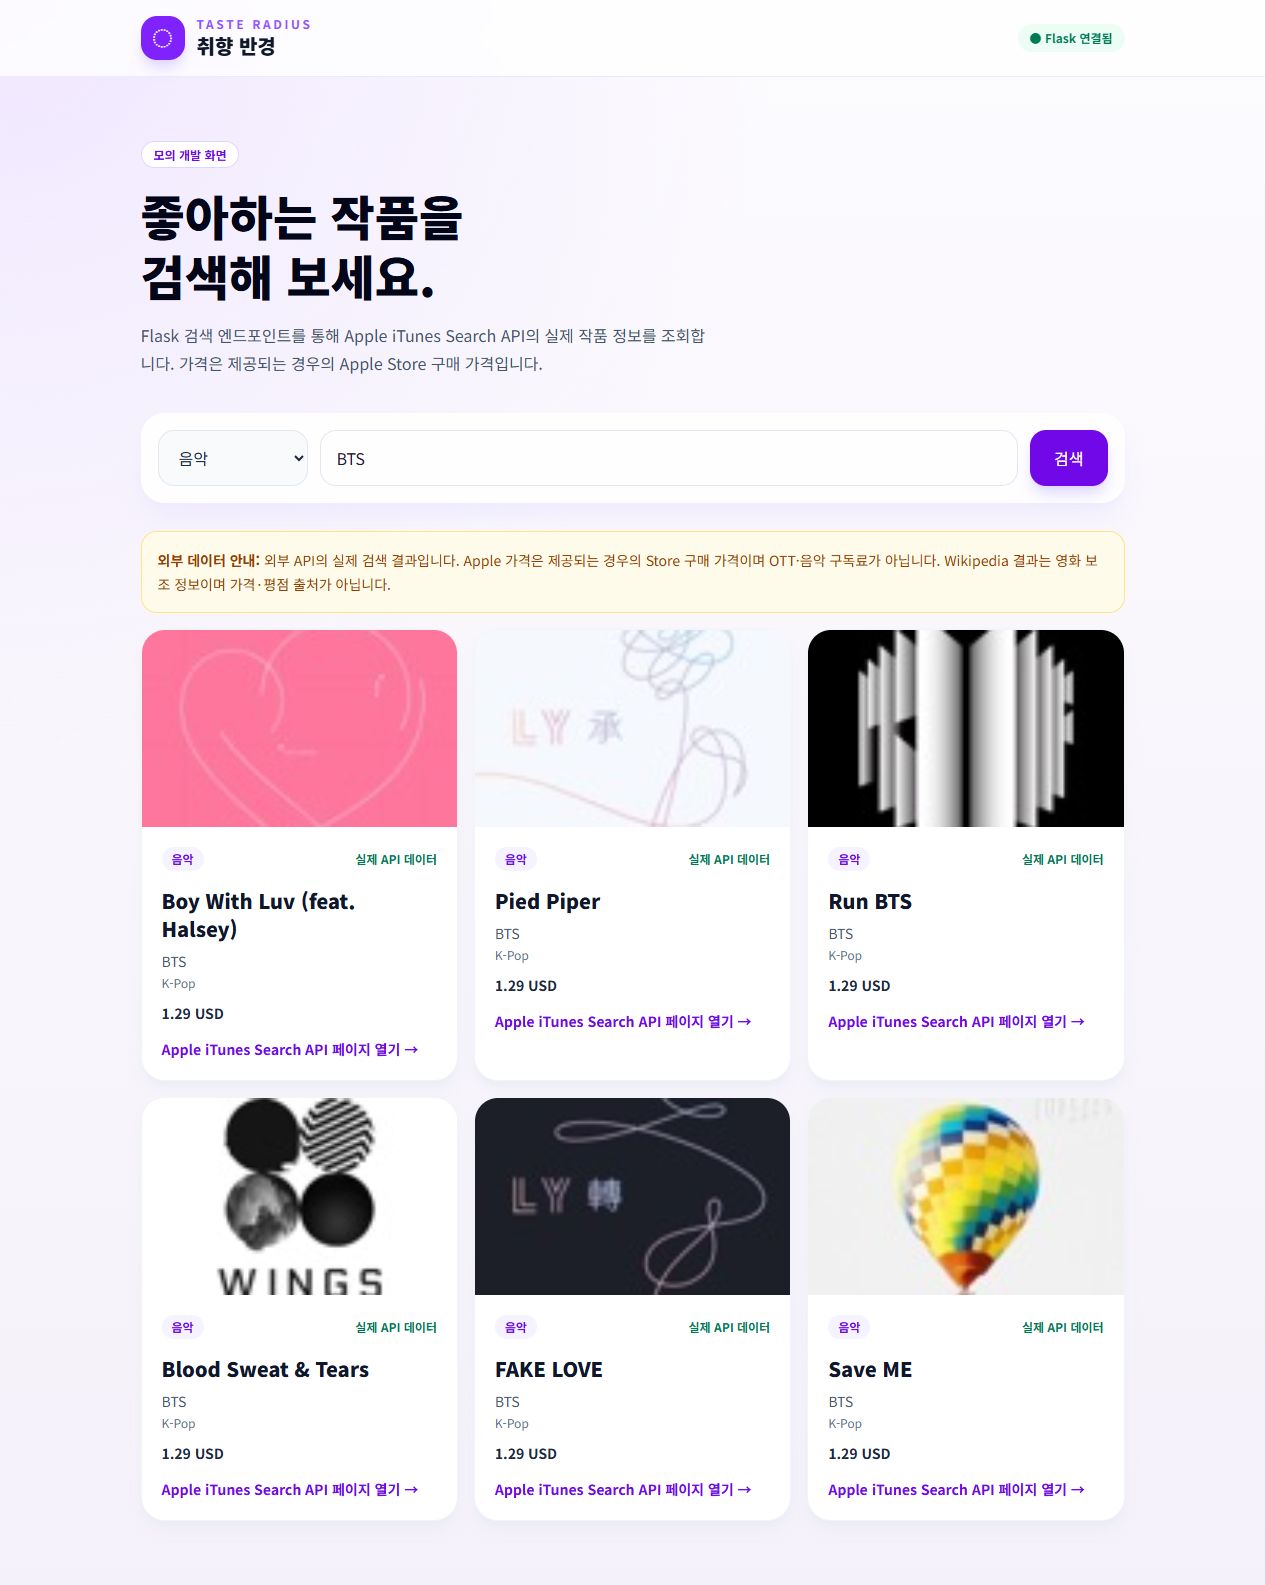 TASTE RADIUS
취향 반경
Flask 연결됨
모의 개발 화면
좋아하는 작품을
검색해 보세요.
Flask 검색 엔드포인트를 통해 Apple iTunes Search API의 실제 작품 정보를 조회합
니다. 가격은 제공되는 경우의 Apple Store 구매 가격입니다.
음악
BTS
검색
외부 데이터 안내: 외부 API의 실제 검색 결과입니다. Apple 가격은 제공되는 경우의 Store 구매 가격이며 OTT·음악 구독료가 아닙니다. Wikipedia 결과는 영화 보
조 정보이며 가격·평점 출처가 아닙니다.
음악
실제 API 데이터
Boy With Luv (feat.
Halsey)
BTS
K-Pop
1.29 USD
Apple iTunes Search API 페이지 열기 →
LY 承
음악
실제 API 데이터
Pied Piper
BTS
K-Pop
1.29 USD
Apple iTunes Search API 페이지 열기 →
음악
실제 API 데이터
Run BTS
BTS
K-Pop
1.29 USD
Apple iTunes Search API 페이지 열기 →
WINGS
음악
실제 API 데이터
Blood Sweat & Tears
BTS
K-Pop
1.29 USD
Apple iTunes Search API 페이지 열기 →
LY 轉
음악
실제 API 데이터
FAKE LOVE
BTS
K-Pop
1.29 USD
Apple iTunes Search API 페이지 열기 →
음악
실제 API 데이터
Save ME
BTS
K-Pop
1.29 USD
Apple iTunes Search API 페이지 열기 →